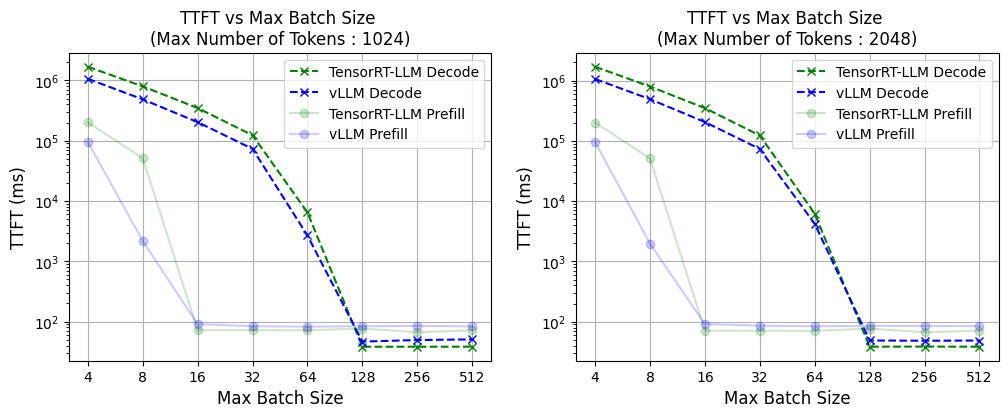 TTFT vs Max Batch Size
(Max Number of Tokens : 1024)
TensorRT-LLM Decode
vLLM Decode
TensorRT-LLM Prefill
vLLM Prefill
10^6
10^5
10^4
10^3
10^2
TTFT (ms)
4 8 16 32 64 128 256 512
Max Batch Size
TTFT vs Max Batch Size
(Max Number of Tokens : 2048)
TensorRT-LLM Decode
vLLM Decode
TensorRT-LLM Prefill
vLLM Prefill
10^6
10^5
10^4
10^3
10^2
TTFT (ms)
4 8 16 32 64 128 256 512
Max Batch Size